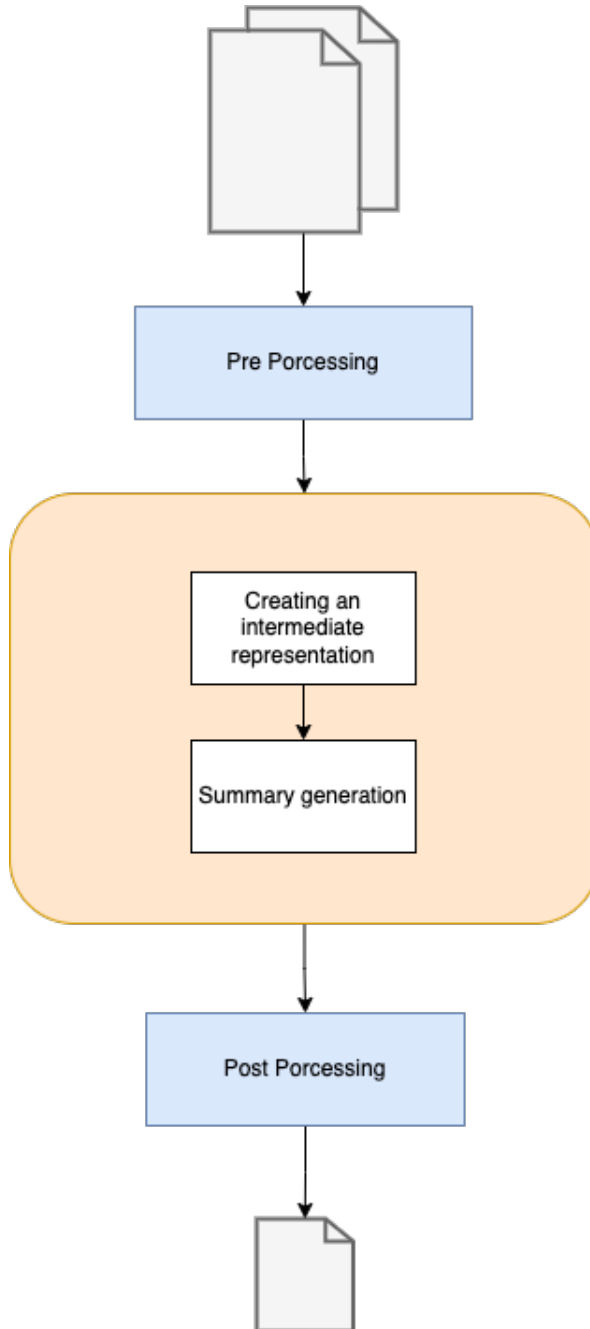 Pre Porcessing
Creating an
intermediate
representation
Summary generation
Post Porcessing